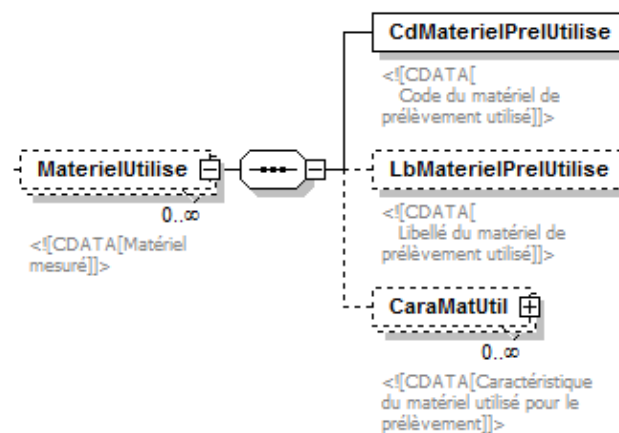 CdMaterielPrelUtilise
<![CDATA[
Code du matériel de
prélèvement utilisé]]>
MaterielUtilise
0..∞
<![CDATA[Matériel
mesuré]]>
LbMaterielPrelUtilise
<![CDATA[
Libellé du matériel de
prélèvement utilisé]]>
CaraMatUtil
0..∞
<![CDATA[Caractéristique
du matériel utilisé pour le
prélèvement]]>